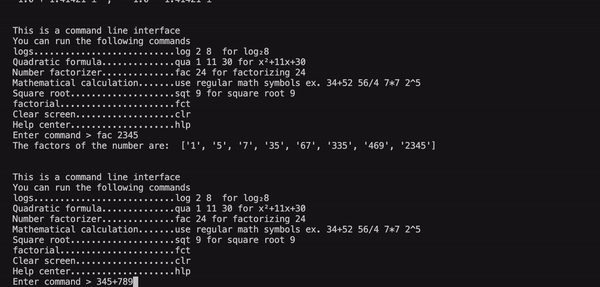 This is a command line interface
You can run the following commands
logs.........................log 2 8  for log₂8
Quadratic formula............qua 1 11 30 for x²+11x+30
Number factorizer............fac 24 for factorizing 24
Mathematical calculation.....use regular math symbols ex. 34+52 56/4 7*7 2^5
Square root..................sqt 9 for square root 9
factorial....................fct
Clear screen.................clr
Help center..................hlp
Enter command > fac 2345
The factors of the number are:  ['1', '5', '7', '35', '67', '335', '469', '2345']
This is a command line interface
You can run the following commands
logs.........................log 2 8  for log₂8
Quadratic formula............qua 1 11 30 for x²+11x+30
Number factorizer............fac 24 for factorizing 24
Mathematical calculation.....use regular math symbols ex. 34+52 56/4 7*7 2^5
Square root..................sqt 9 for square root 9
factorial....................fct
Clear screen.................clr
Help center..................hlp
Enter command > 345+789